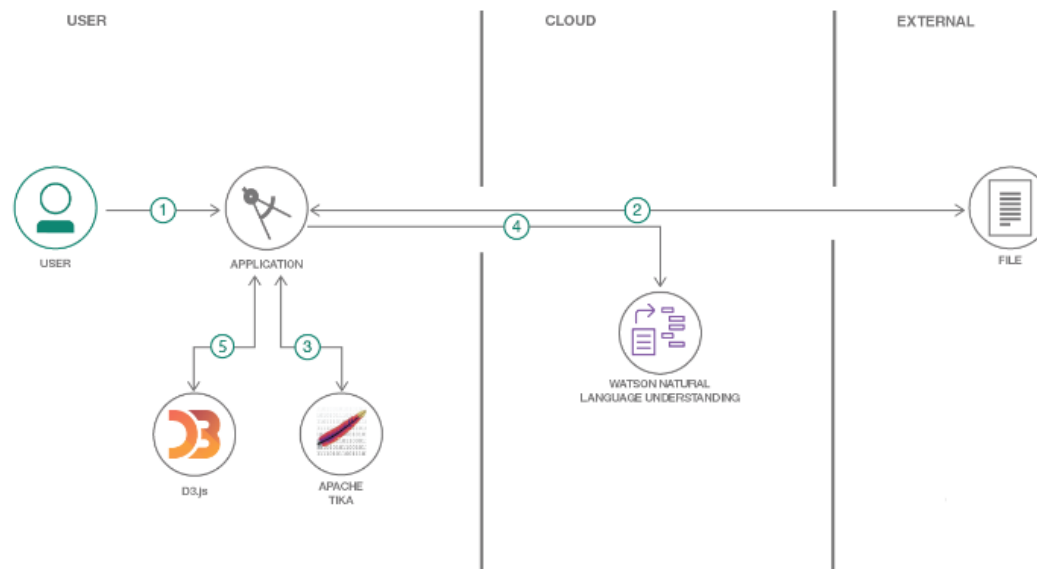 USER
CLOUD
EXTERNAL
1
2
4
USER
APPLICATION
FILE
5
3
WATSON NATURAL
LANGUAGE UNDERSTANDING
D3
D3.js
APACHE
TIKA